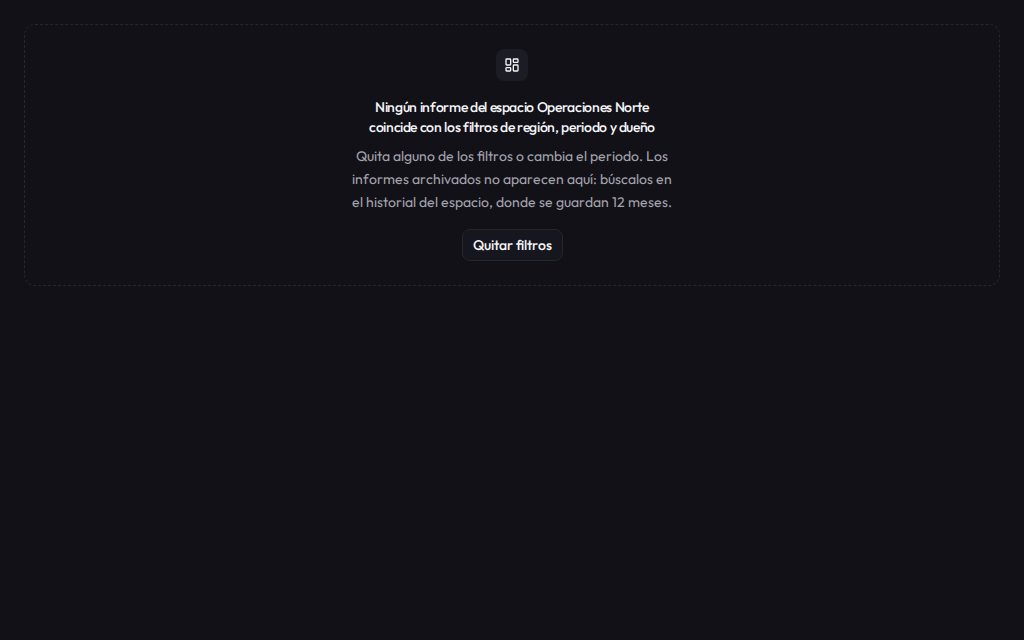 Ningún informe del espacio Operaciones Norte
coincide con los filtros de región, periodo y dueño
Quita alguno de los filtros o cambia el periodo. Los
informes archivados no aparecen aquí: búscalos en
el historial del espacio, donde se guardan 12 meses.
Quitar filtros